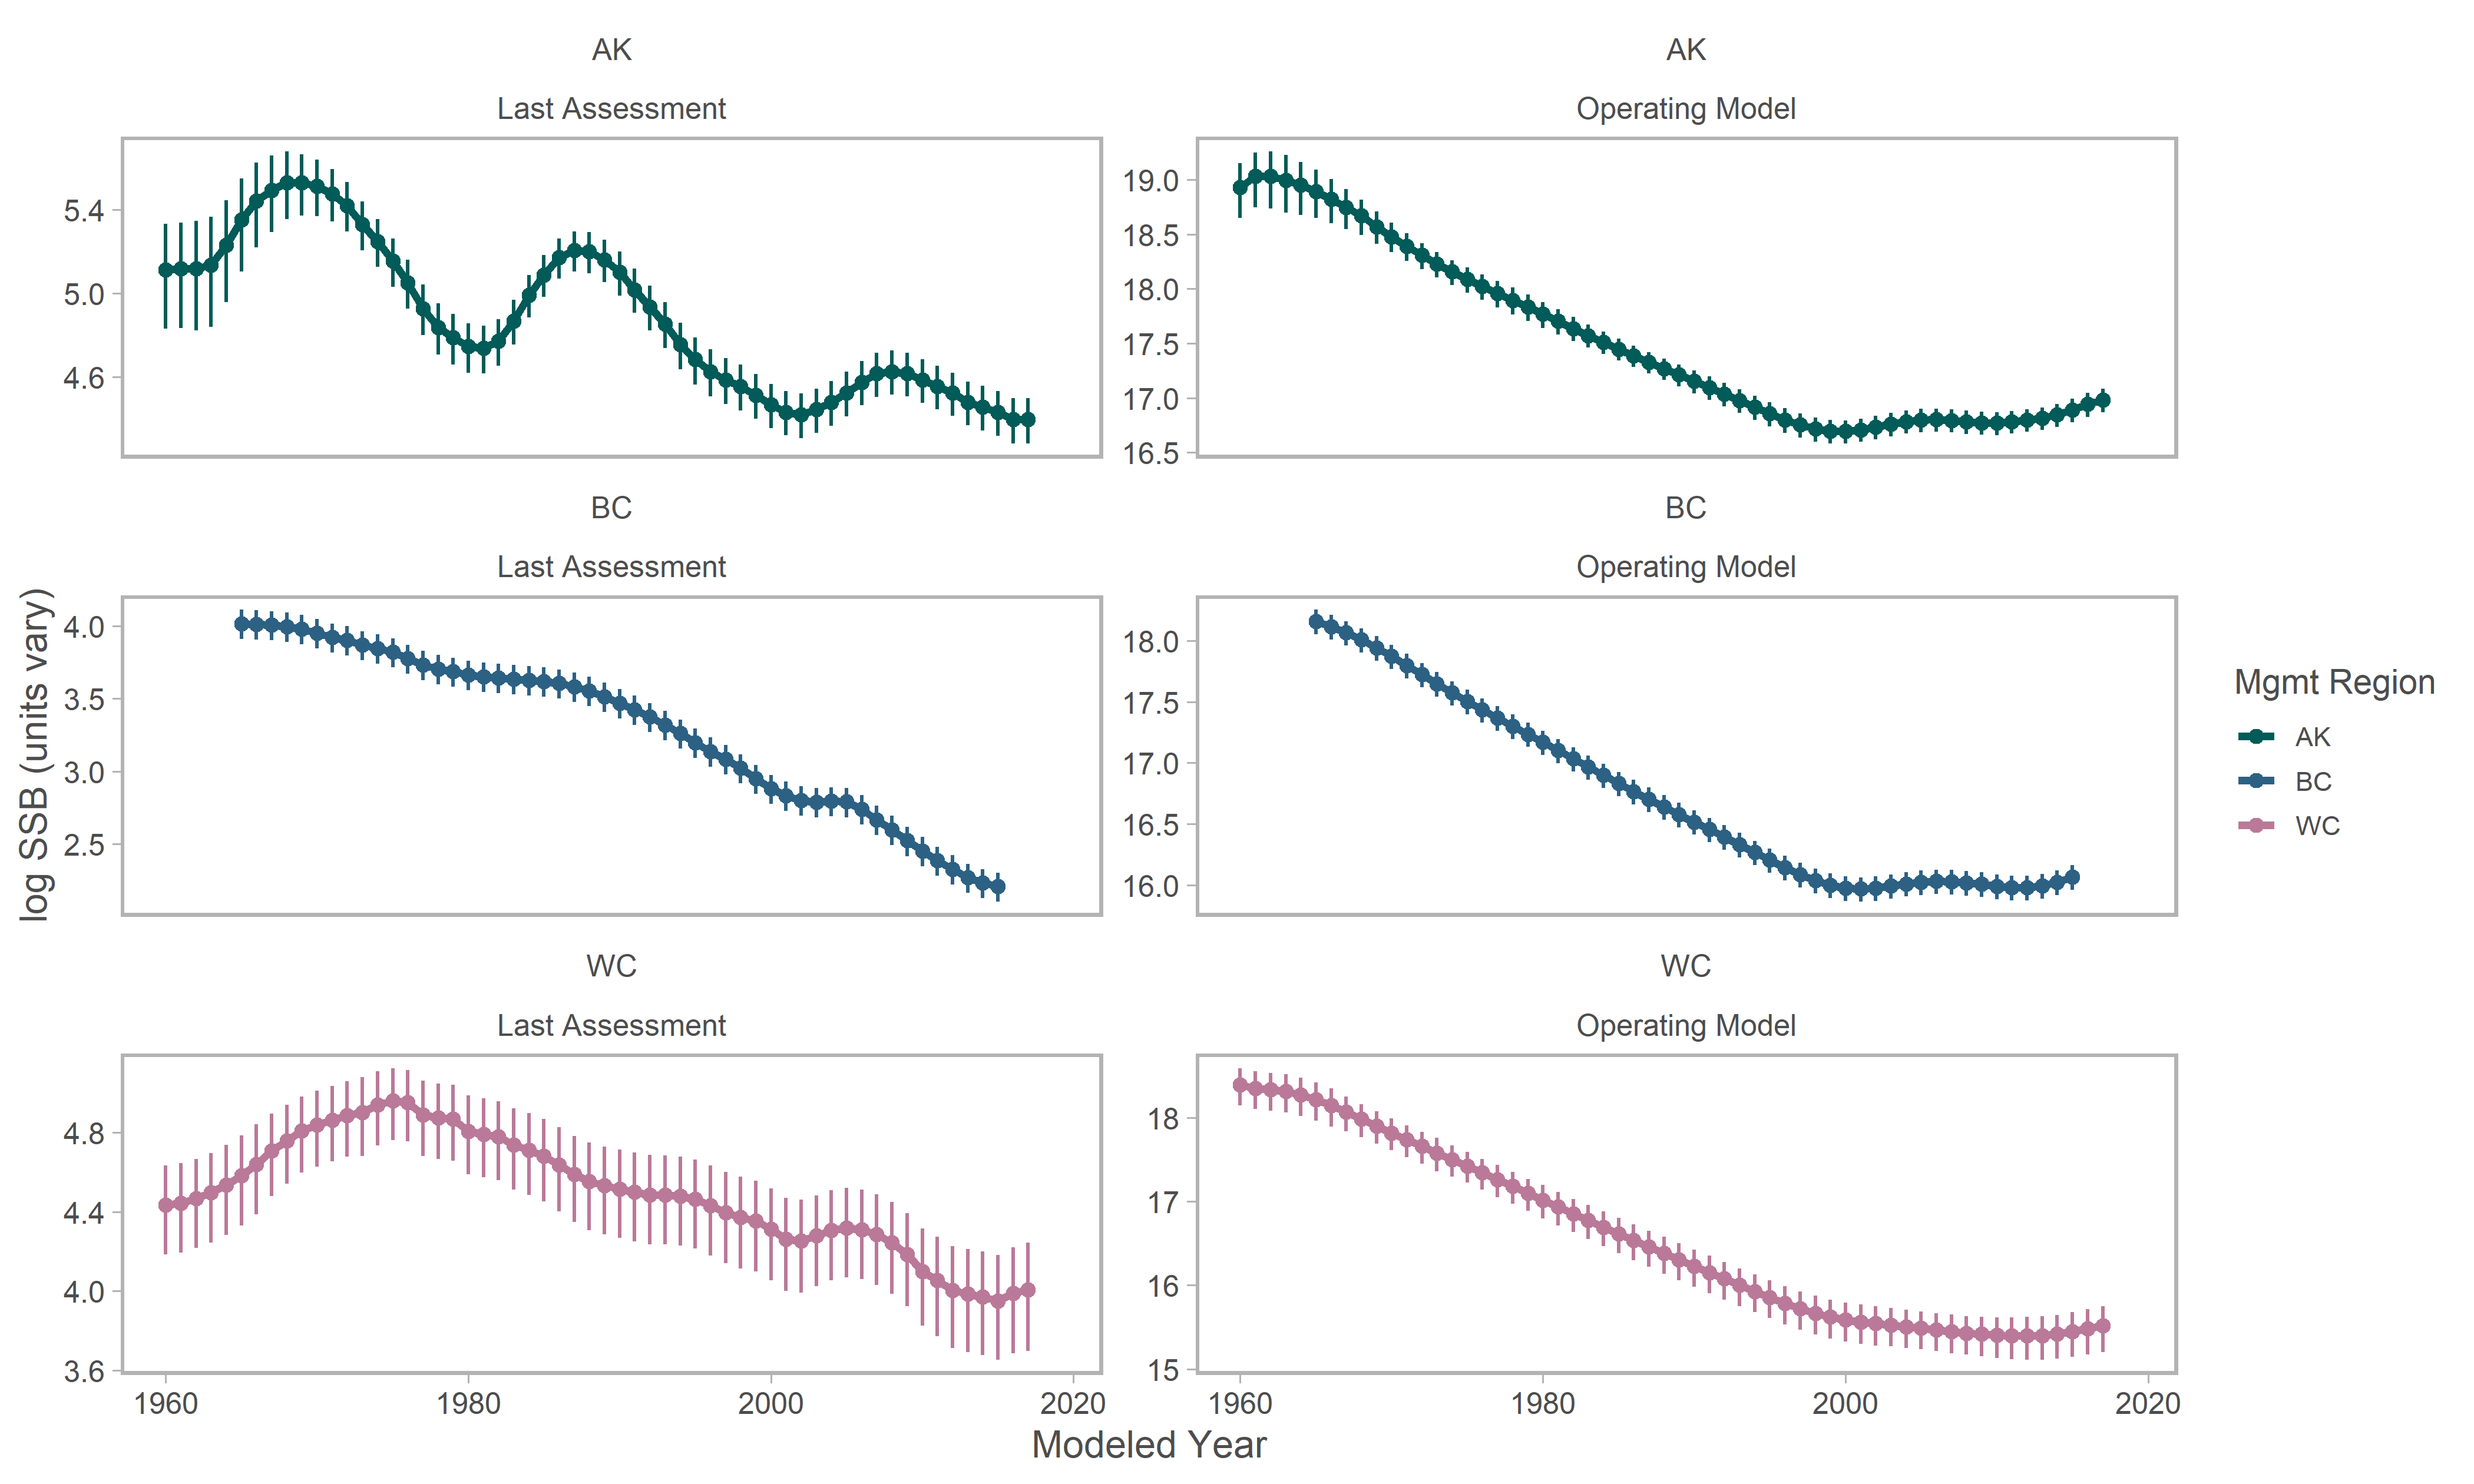 AK
Last Assessment
5.4
5.0
4.6
AK
Operating Model
19.0
18.5
18.0
17.5
17.0
16.5
BC
Last Assessment
4.0
3.5
3.0
2.5
BC
Operating Model
18.0
17.5
17.0
16.5
16.0
WC
Last Assessment
4.8
4.4
4.0
3.6
1960 1980 2000 2020
WC
Operating Model
18
17
16
15
1960 1980 2000 2020
log SSB (units vary)
Modeled Year
Mgmt Region
AK
BC
WC